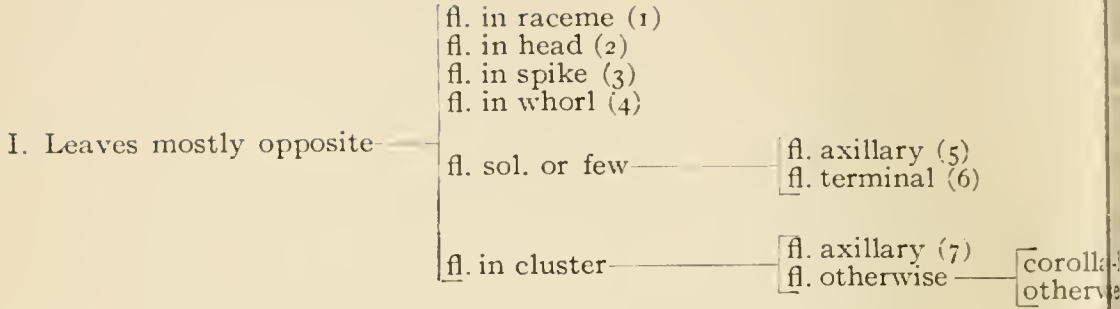 fl. in raceme (1)
fl. in head (2)
fl. in spike (3)
fl. in whorl (4)
I. Leaves mostly opposite
fl. sol. or few
fl. axillary (5)
fl. terminal (6)
fl. in cluster
fl. axillary (7)
fl. otherwise